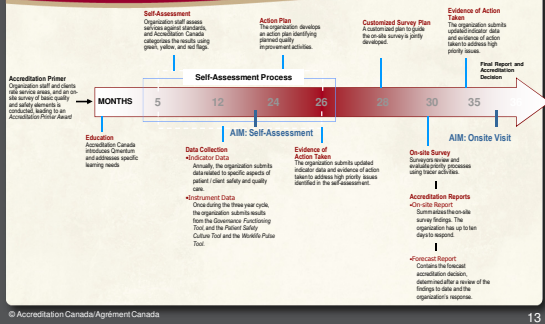 Self-Assessment
Organization staff assess
services against standards,
and Accreditation Canada
categorizes the results using
green, yellow, and red flags.
Action Plan
The organization develops
an action plan identifying
planned quality
improvement activities.
Customized Survey Plan
A customized plan to guide
the on-site survey is jointly
developed.
Evidence of Action
Taken
The organization submits
updated indicator data
and evidence of action
taken to address high
priority issues.
Final Report and
Accreditation
Decision
Accreditation Primer
Organization staff and clients
rate service areas, and an on-
site survey of basic quality
and safety elements is
conducted, leading to an
Accreditation Primer Award
Self-Assessment Process
MONTHS 5 12 24 26 28 30 35
AIM: Self-Assessment
AIM: Onsite Visit
Education
Accreditation Canada
introduces Qmentum
and addresses specific
learning needs.
Data Collection
•Indicator Data
Annually, the organization submits
data related to specific aspects of
patient / client safety and quality
care.
•Instrument Data
Once during the three year cycle,
the organization submits results
from the Governance Functioning
Tool, and the Patient Safety
Culture Tool and the Worklife Pulse
Tool.
Evidence of
Action Taken
The organization submits updated
indicator data and evidence of action
taken to address high priority issues
identified in the self-assessment.
On-site Survey
Surveyors review and
evaluate priority processes
using tracer activities.
Accreditation Reports
•On-site Report
Summarizes the on-site
survey findings. The
organization has up to ten
days to respond.
•Forecast Report
Contains the forecast
accreditation decision,
determined after a review of the
findings to date and the
organization's response.
© Accreditation Canada/Agrément Canada
13